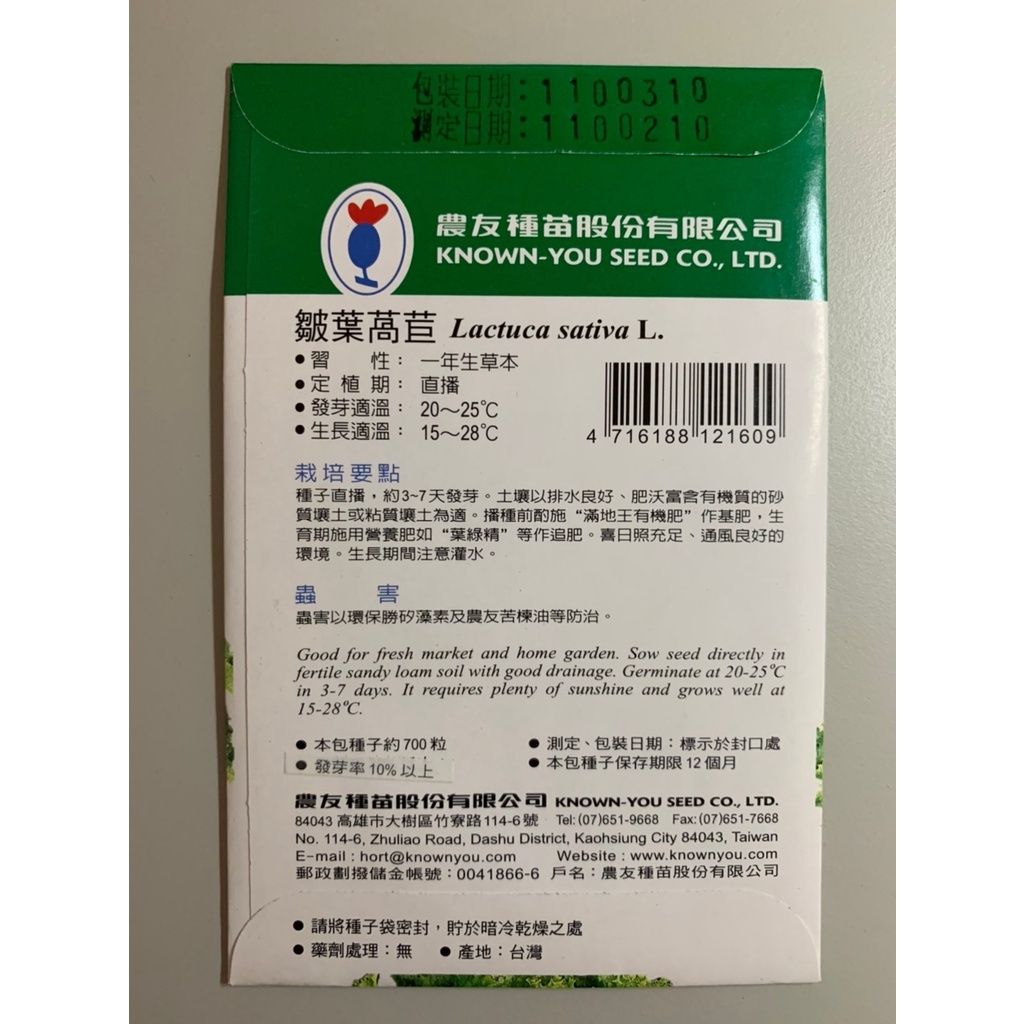 包裝日期:1100310
測定日期:1100210
農友種苗股份有限公司
KNOWN-YOU SEED CO., LTD.
皺葉萵苣 Lactuca sativa L.
●習 性： 一年生草本
●定植期： 直播
●發芽適溫： 20～25℃
●生長適溫： 15～28℃
4 716188 121609
栽培要點
種子直播，約3~7天發芽。土壤以排水良好、肥沃富含有機質的砂
質壤土或粘質壤土為適。播種前酌施“滿地王有機肥”作基肥，生
育期施用營養肥如“葉綠精”等作追肥。喜日照充足、通風良好的
環境。生長期間注意灌水。
蟲 害
蟲害以環保勝矽藻素及農友苦楝油等防治。
Good for fresh market and home garden. Sow seed directly in
fertile sandy loam soil with good drainage. Germinate at 20-25℃
in 3-7 days. It requires plenty of sunshine and grows well at
15-28℃.
●本包種子約700粒 ●測定、包裝日期：標示於封口處
●發芽率10%以上 ●本包種子保存期限12個月
農友種苗股份有限公司 KNOWN-YOU SEED CO., LTD.
84043 高雄市大樹區竹寮路114-6號 Tel:(07)651-9668 Fax:(07)651-7668
No. 114-6, Zhuliao Road, Dashu District, Kaohsiung City 84043, Taiwan
E-mail : hort@knownyou.com Website : www.knownyou.com
郵政劃撥儲金帳號：0041866-6 戶名：農友種苗股份有限公司
●請將種子袋密封，貯於暗冷乾燥之處
●藥劑處理：無 ●產地：台灣